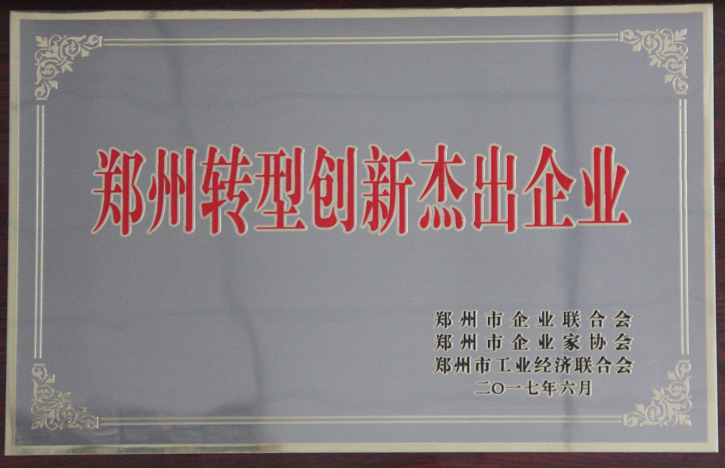 郑州转型创新杰出企业
郑州市企业联合会
郑州市企业家协会
郑州市工业经济联合会
二〇一七年六月